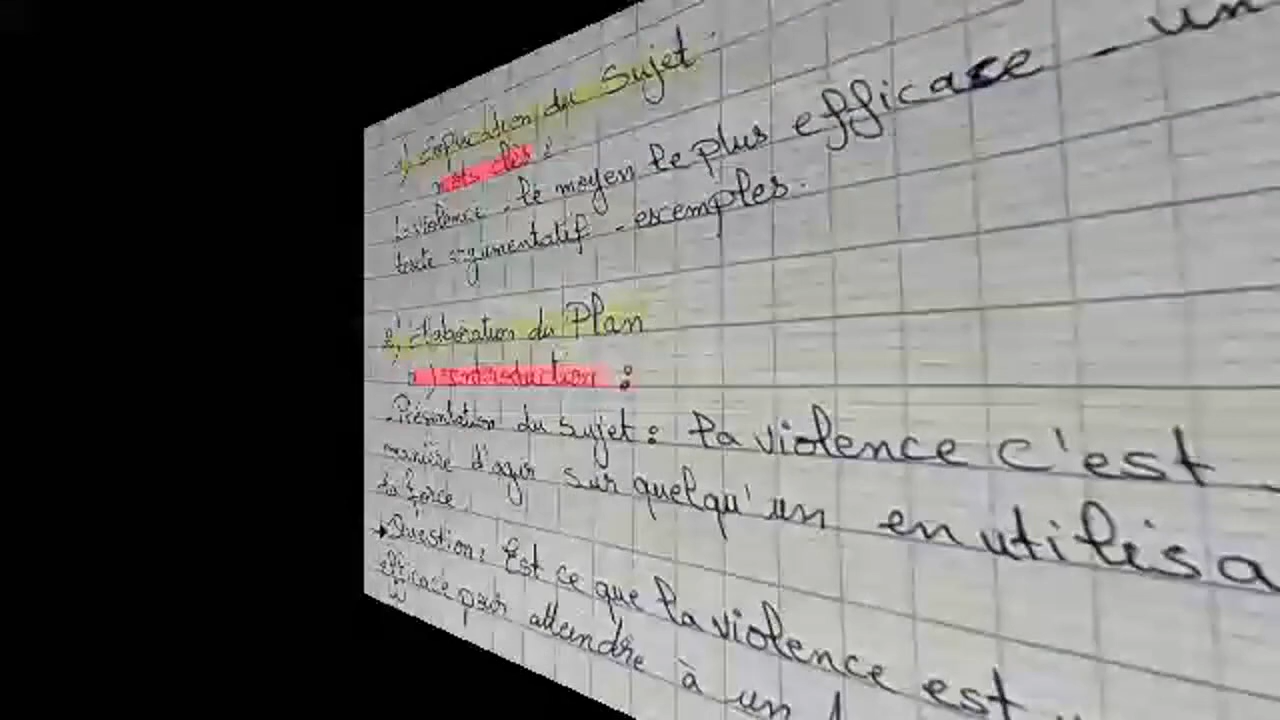 1) Explication du Sujet
mots clés :
la violence - le moyen le plus efficace - un
texte argumentatif - exemples.
2) Elaboration du Plan
a) introduction :
- Présentation du Sujet : la violence c'est
manière d'agir sur quelqu'un en utilisa
la force.
→ Question : Est ce que la violence est
efficace pour atteindre à un